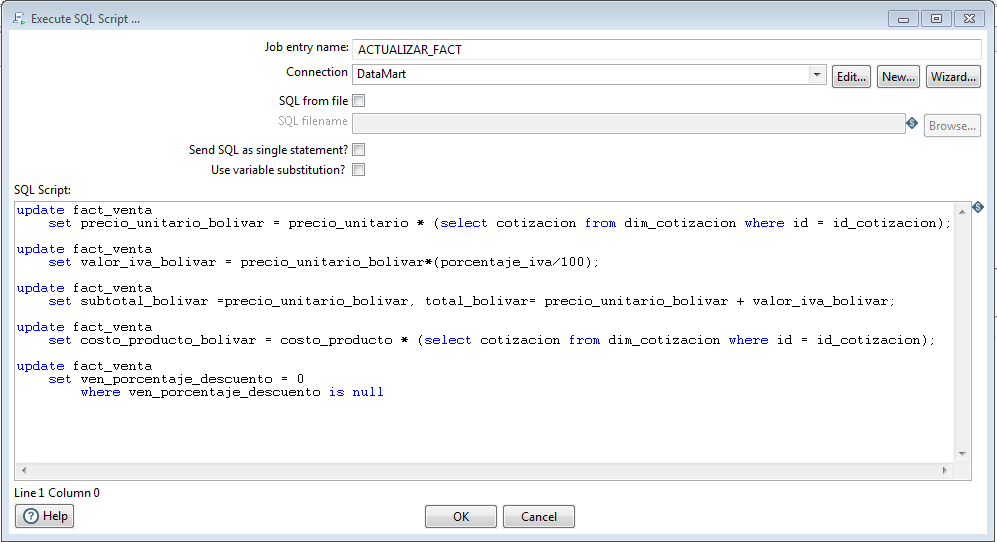 Execute SQL Script ...
Job entry name: ACTUALIZAR_FACT
Connection DataMart Edit... New... Wizard...
SQL from file
SQL filename Browse...
Send SQL as single statement?
Use variable substitution?
SQL Script:
update fact_venta
set precio_unitario_bolivar = precio_unitario * (select cotizacion from dim_cotizacion where id = id_cotizacion);
update fact_venta
set valor_iva_bolivar = precio_unitario_bolivar*(porcentaje_iva/100);
update fact_venta
set subtotal_bolivar =precio_unitario_bolivar, total_bolivar= precio_unitario_bolivar + valor_iva_bolivar;
update fact_venta
set costo_producto_bolivar = costo_producto * (select cotizacion from dim_cotizacion where id = id_cotizacion);
update fact_venta
set ven_porcentaje_descuento = 0
where ven_porcentaje_descuento is null
Line1 Column 0
Help OK Cancel